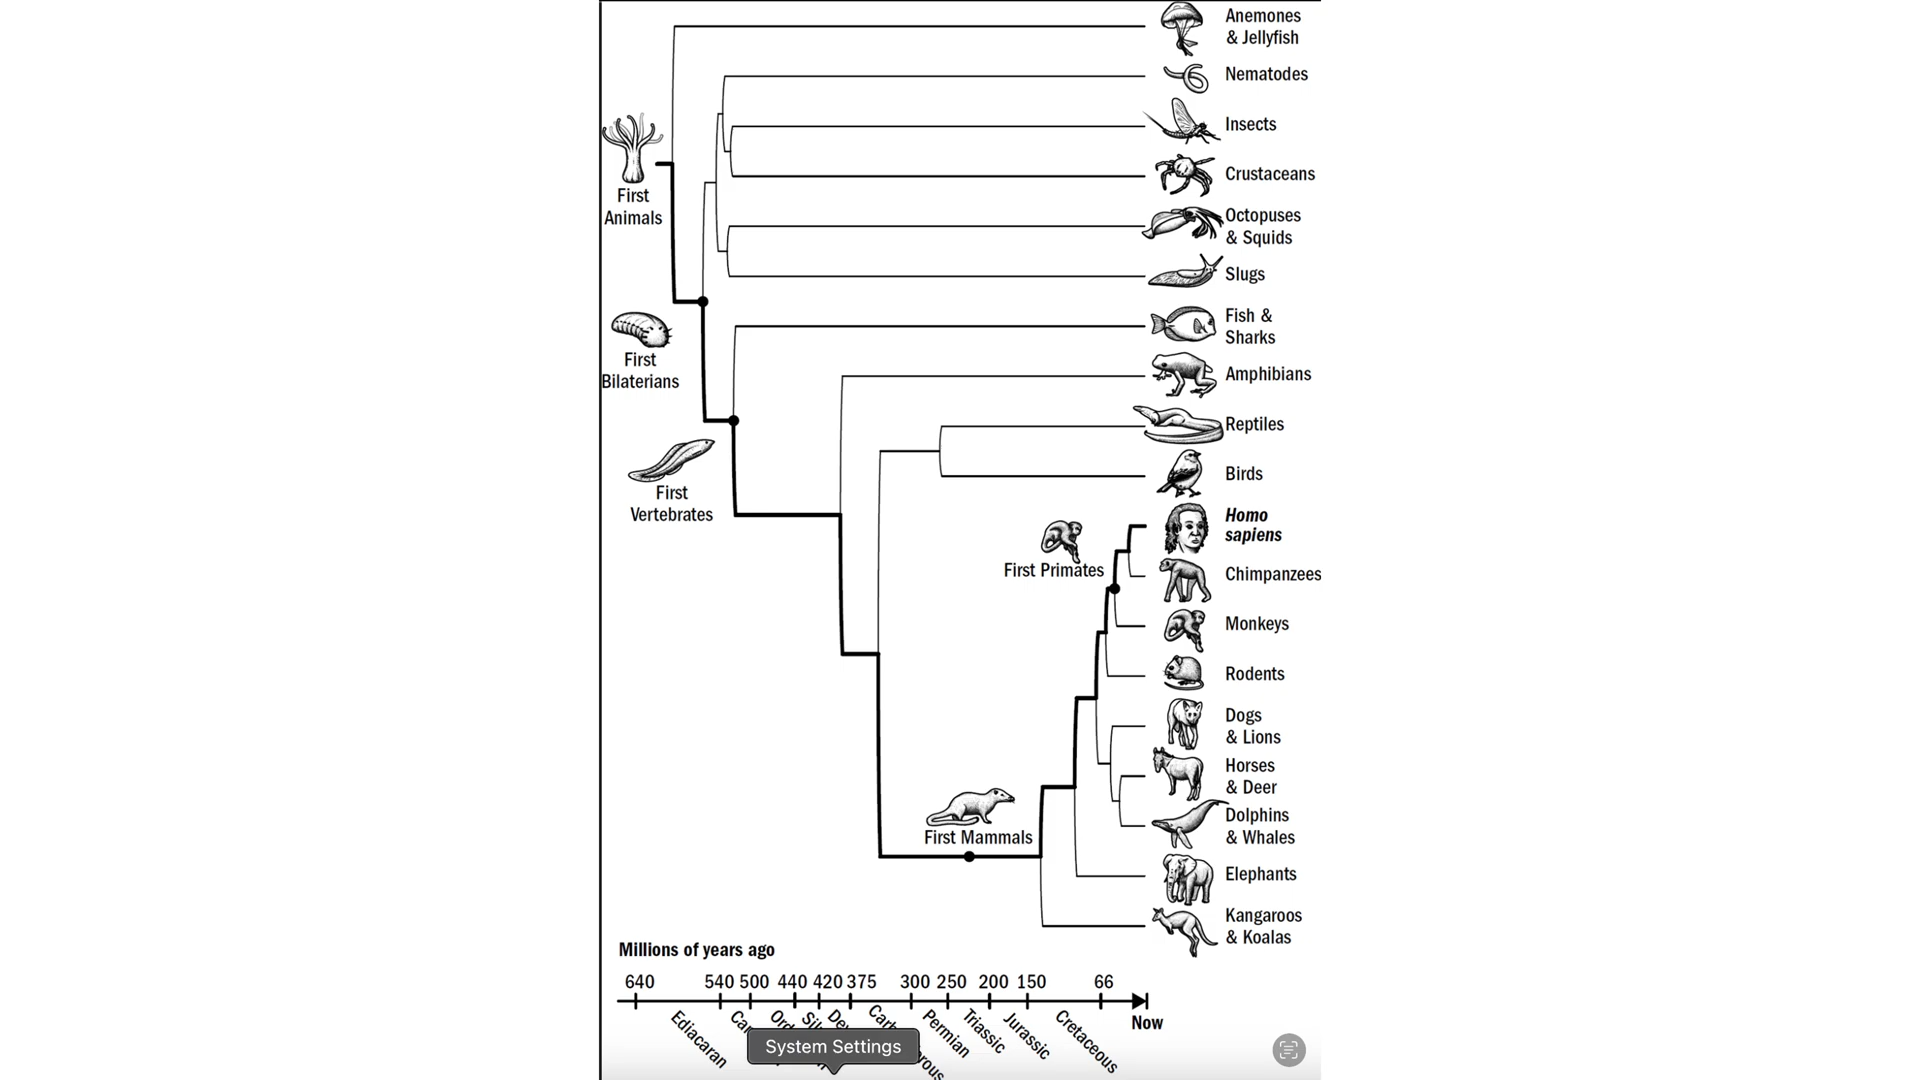 Anemones
& Jellyfish
Nematodes
Insects
Crustaceans
First
Animals
Octopuses
& Squids
Slugs
Fish &
Sharks
First
Bilaterians
Amphibians
Reptiles
Birds
First
Vertebrates
Homo
sapiens
First Primates
Chimpanzees
Monkeys
Rodents
Dogs
& Lions
Horses
& Deer
First Mammals
Dolphins
& Whales
Elephants
Kangaroos
& Koalas
Millions of years ago
640 540 500 440 420 375 300 250 200 150 66
Now
Ediacaran
Permian
Triassic
Jurassic
Cretaceous
System Settings